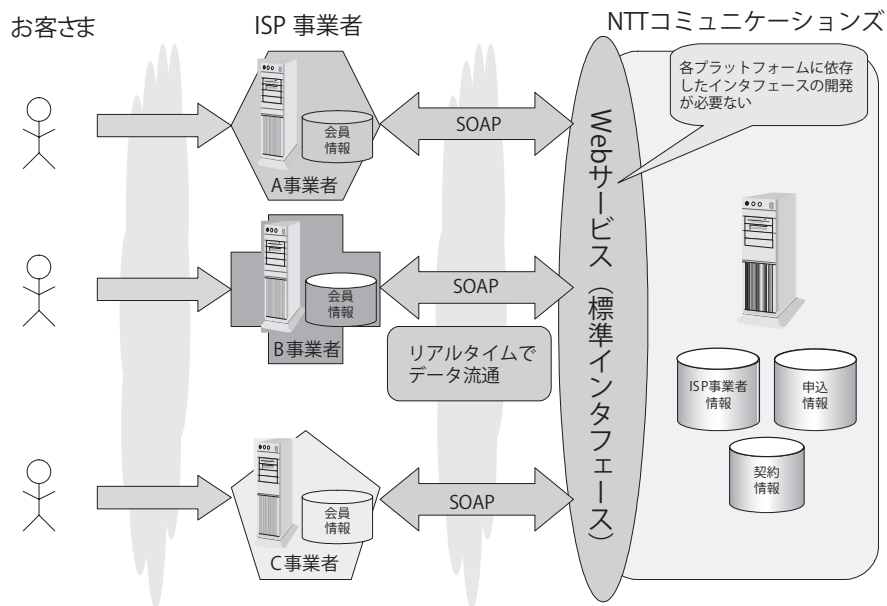 お客さま
ISP 事業者
NTTコミュニケーションズ
各プラットフォームに依存
したインタフェースの開発
が必要ない
会員
情報
A事業者
SOAP
会員
情報
B事業者
SOAP
リアルタイムで
データ流通
会員
情報
C事業者
SOAP
Webサービス(標準インタフェース)
ISP事業者
情報
申込
情報
契約
情報